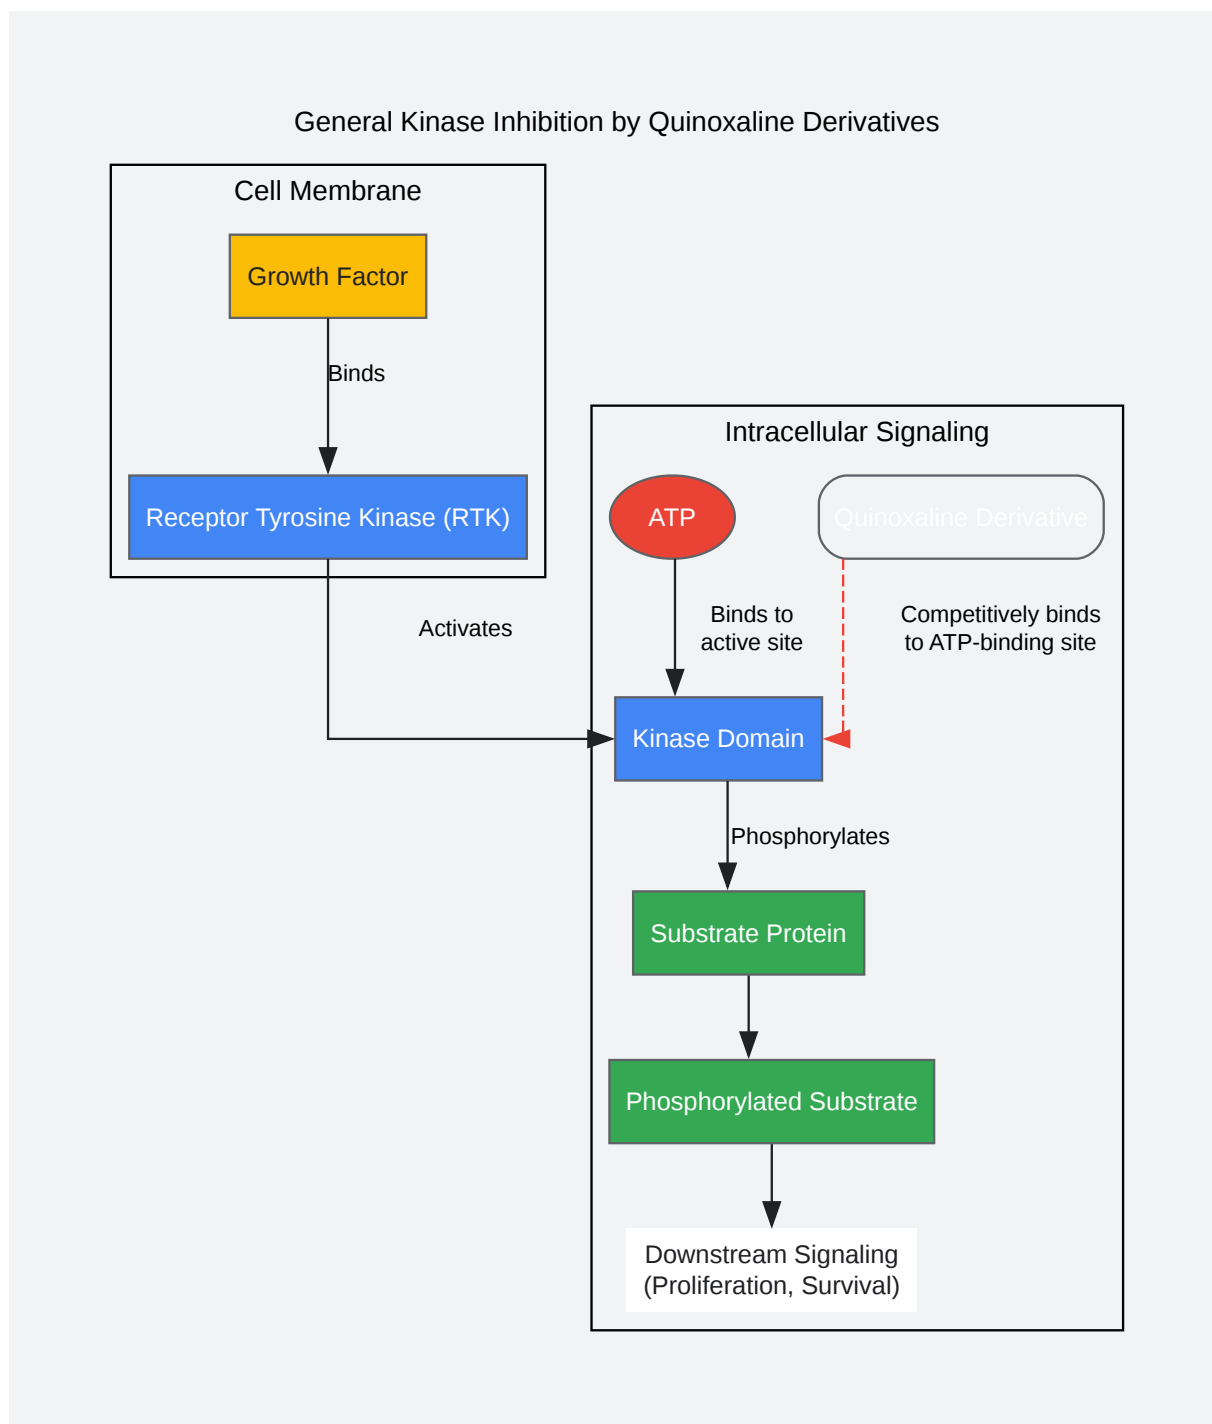 General Kinase Inhibition by Quinoxaline Derivatives
Cell Membrane
Growth Factor
Binds
Receptor Tyrosine Kinase (RTK)
Activates
Intracellular Signaling
ATP
Quinoxaline Derivative
Binds to
active site
Competitively binds
to ATP-binding site
Kinase Domain
Phosphorylates
Substrate Protein
Phosphorylated Substrate
Downstream Signaling
(Proliferation, Survival)